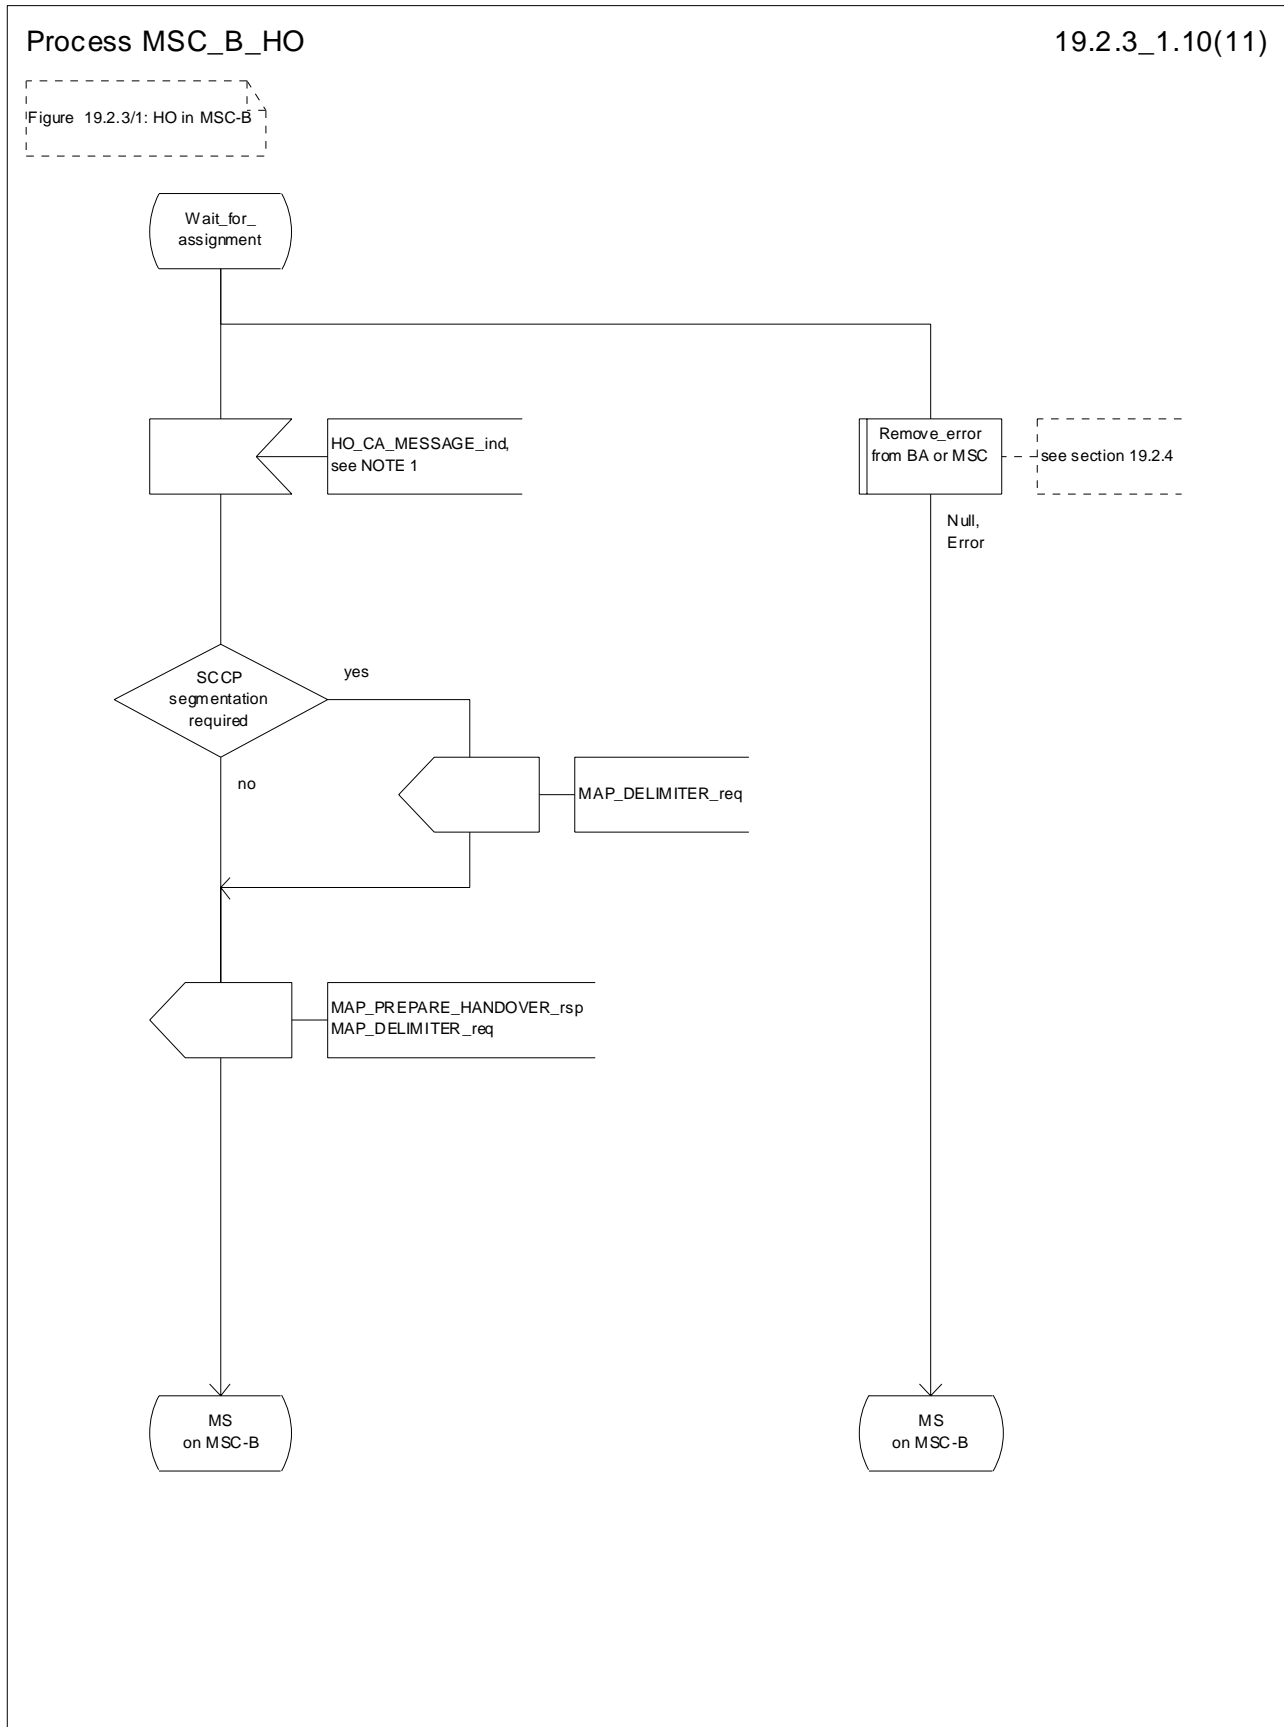 Process MSC_B_HO
19.2.3_1.10(11)
Figure 19.2.3/1: HO in MSC-B
Wait_for_
assignment
HO_CA_MESSAGE_ind,
see NOTE 1
Remove_error
from BA or MSC
see section 19.2.4
Null,
Error
SCCP
segmentation
required
yes
no
MAP_DELIMITER_req
MAP_PREPARE_HANDOVER_rsp
MAP_DELIMITER_req
MS
on MSC-B
MS
on MSC-B